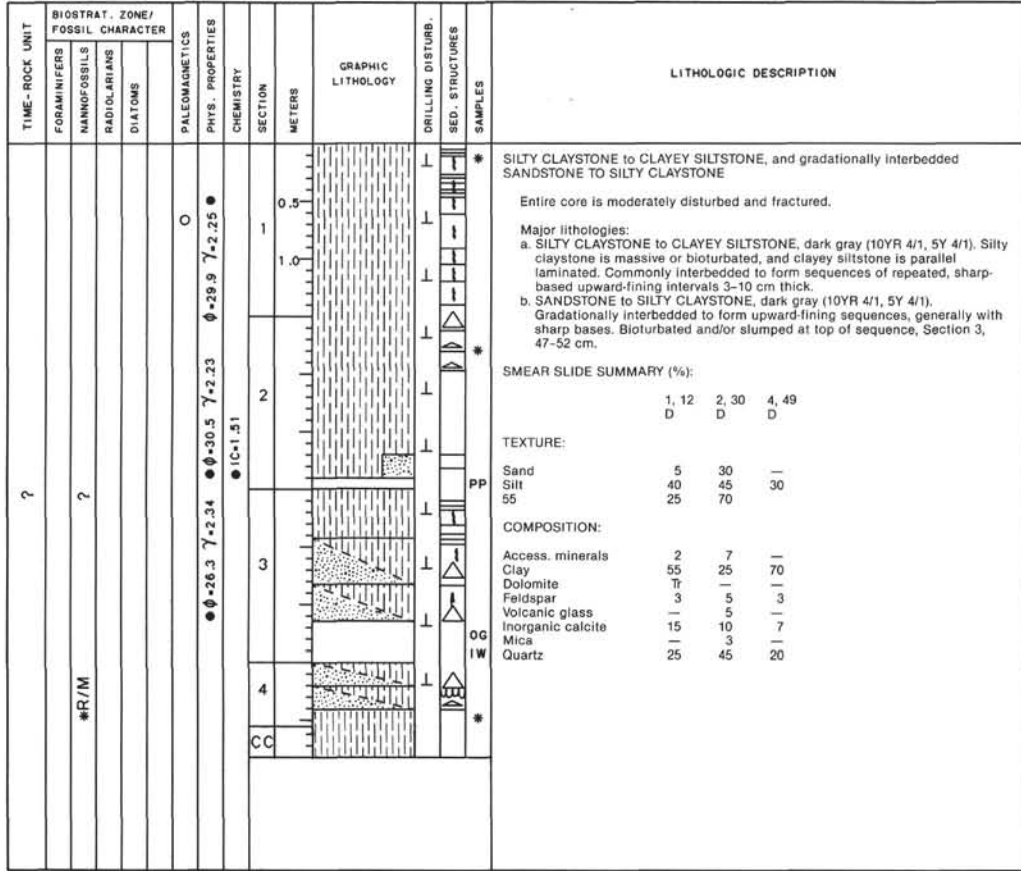 TIME-ROCK UNIT
BIOSTRAT. ZONE/
FOSSIL CHARACTER
FORAMINIFERS
NANNOFOSSILS
RADIOLARIANS
DIATOMS
PALEOMAGNETICS
PHYS. PROPERTIES
CHEMISTRY
SECTION
METERS
GRAPHIC
LITHOLOGY
DRILLING DISTURB.
SED. STRUCTURES
SAMPLES
LITHOLOGIC DESCRIPTION
?
?
*R/M
ϕ=29.9 γ=2.25
ϕ=30.5 γ=2.23
ϕ=26.3 γ=2.34
IC=1.51
1
2
3
4
CC
0.5
1.0
*
*
PP
OG
IW
*
SILTY CLAYSTONE to CLAYEY SILTSTONE, and gradationally interbedded
SANDSTONE TO SILTY CLAYSTONE
Entire core is moderately disturbed and fractured.
Major lithologies:
a. SILTY CLAYSTONE to CLAYEY SILTSTONE, dark gray (10YR 4/1, 5Y 4/1). Silty
claystone is massive or bioturbated, and clayey siltstone is parallel
laminated. Commonly interbedded to form sequences of repeated, sharp-
based upward-fining intervals 3–10 cm thick.
b. SANDSTONE to SILTY CLAYSTONE, dark gray (10YR 4/1, 5Y 4/1).
Gradationally interbedded to form upward-fining sequences, generally with
sharp bases. Bioturbated and/or slumped at top of sequence, Section 3,
47–52 cm.
SMEAR SLIDE SUMMARY (%):
1, 12 2, 30 4, 49
D D D
TEXTURE:
Sand 5 30 —
Silt 40 45 30
55 25 70
COMPOSITION:
Access. minerals 2 7 —
Clay 55 25 70
Dolomite Tr — —
Feldspar 3 5 3
Volcanic glass — 5 —
Inorganic calcite 15 10 7
Mica — 3 —
Quartz 25 45 20